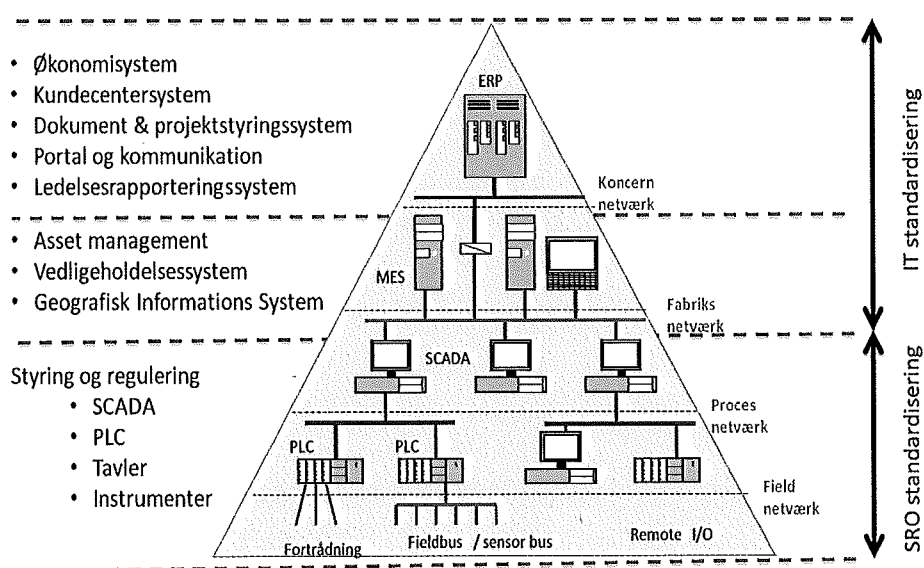 • Økonomisystem
• Kundecentersystem
• Dokument & projektstyringssystem
• Portal og kommunikation
• Ledelsesrapporteringssystem
• Asset management
• Vedligeholdelsessystem
• Geografisk Informations System
Styring og regulering
• SCADA
• PLC
• Tavler
• Instrumenter
ERP
Koncern
netværk
MES
Fabriks
netværk
SCADA
Proces
netværk
PLC
PLC
Field
netværk
Fortrådning
Fieldbus / sensor bus
Remote I/O
IT standardisering
SRO standardisering